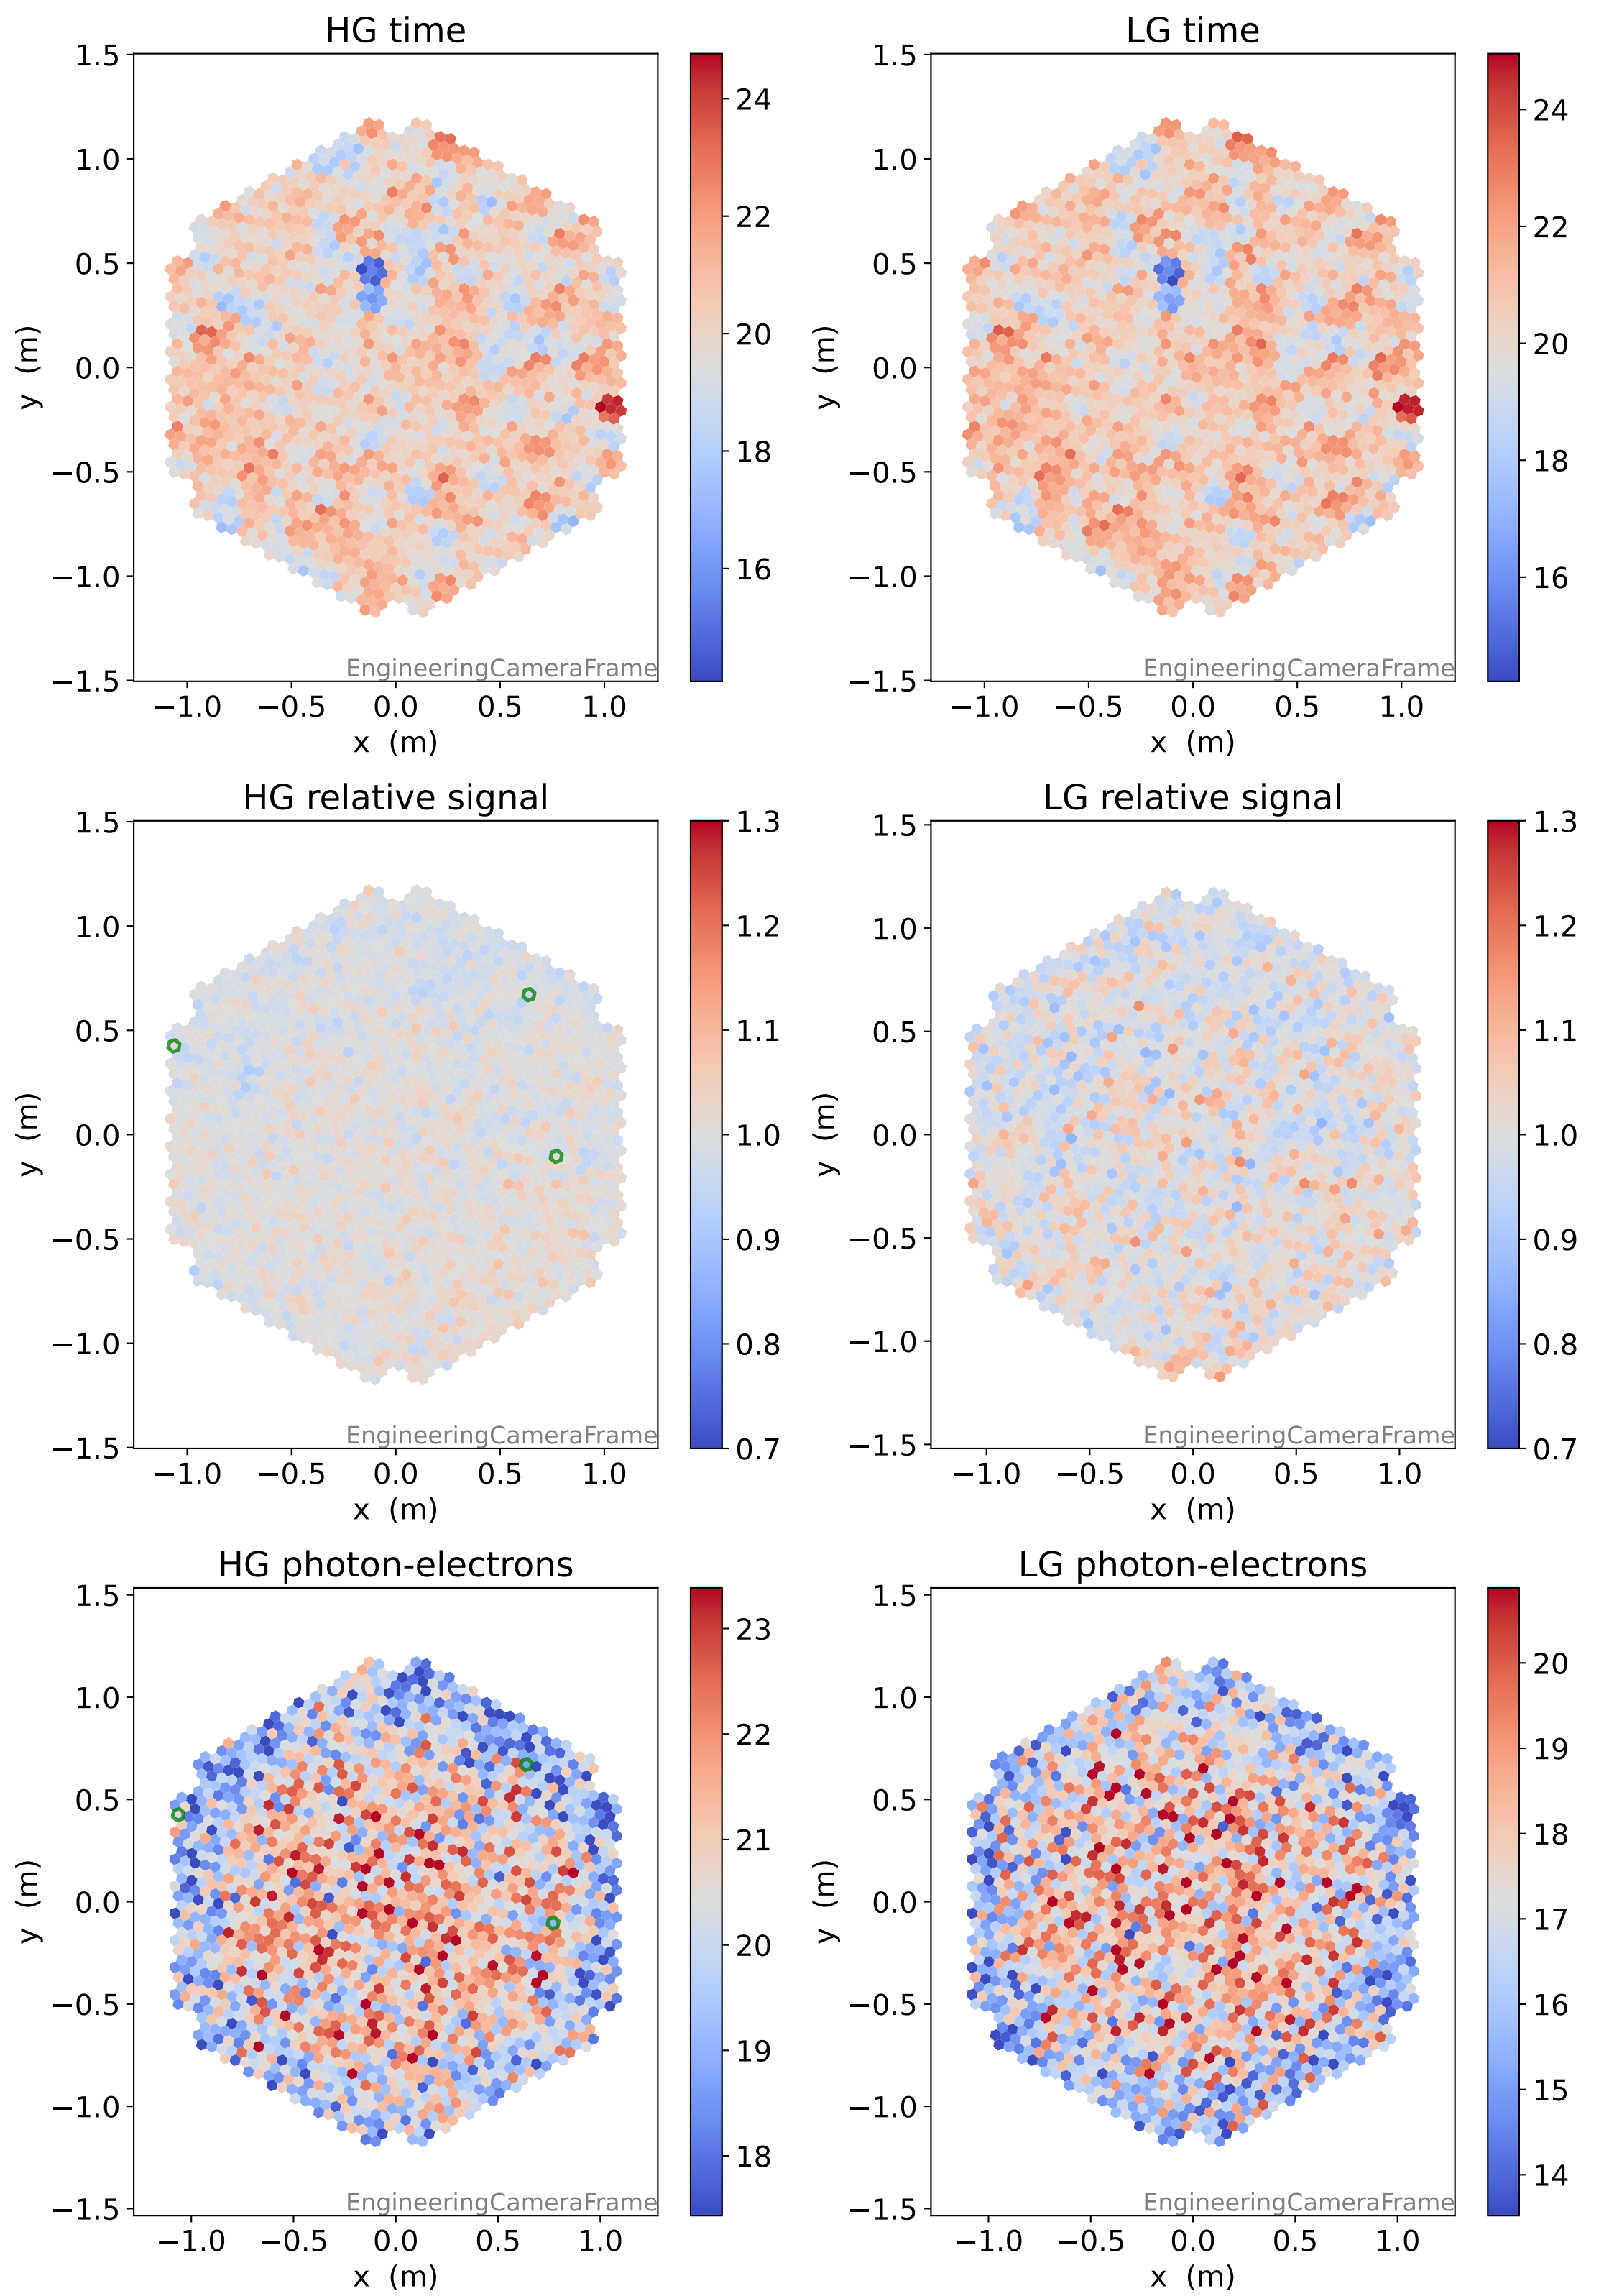 HG time
1.5
1.0
0.5
0.0
−0.5
−1.0
−1.5
y (m)
EngineeringCameraFrame
−1.0 −0.5 0.0 0.5 1.0
x (m)
24
22
20
18
16
LG time
1.5
1.0
0.5
0.0
−0.5
−1.0
−1.5
y (m)
EngineeringCameraFrame
−1.0 −0.5 0.0 0.5 1.0
x (m)
24
22
20
18
16
HG relative signal
1.5
1.0
0.5
0.0
−0.5
−1.0
−1.5
y (m)
EngineeringCameraFrame
−1.0 −0.5 0.0 0.5 1.0
x (m)
1.3
1.2
1.1
1.0
0.9
0.8
0.7
LG relative signal
1.5
1.0
0.5
0.0
−0.5
−1.0
−1.5
y (m)
EngineeringCameraFrame
−1.0 −0.5 0.0 0.5 1.0
x (m)
1.3
1.2
1.1
1.0
0.9
0.8
0.7
HG photon-electrons
1.5
1.0
0.5
0.0
−0.5
−1.0
−1.5
y (m)
EngineeringCameraFrame
−1.0 −0.5 0.0 0.5 1.0
x (m)
23
22
21
20
19
18
LG photon-electrons
1.5
1.0
0.5
0.0
−0.5
−1.0
−1.5
y (m)
EngineeringCameraFrame
−1.0 −0.5 0.0 0.5 1.0
x (m)
20
19
18
17
16
15
14